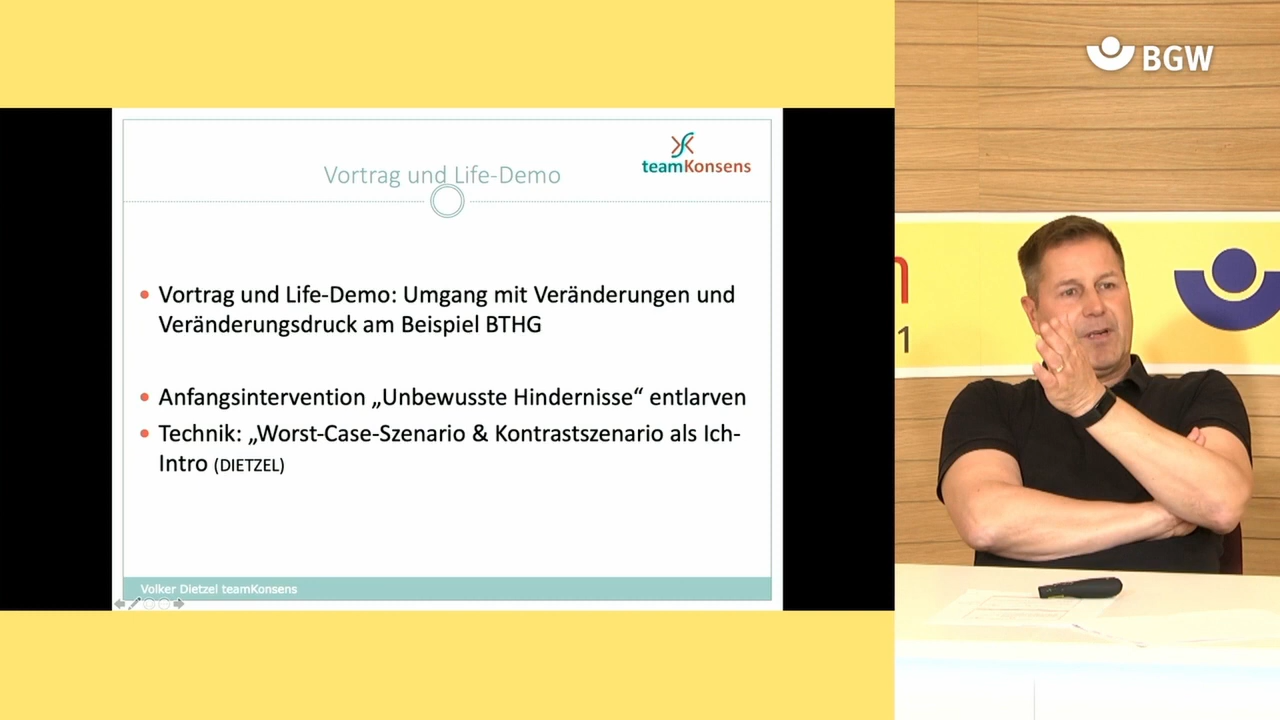 BGW
teamKonsens
Vortrag und Life-Demo
• Vortrag und Life-Demo: Umgang mit Veränderungen und
Veränderungsdruck am Beispiel BTHG
• Anfangsintervention „Unbewusste Hindernisse“ entlarven
• Technik: „Worst-Case-Szenario & Kontrastszenario als Ich-
Intro (DIETZEL)
Volker Dietzel teamKonsens
1